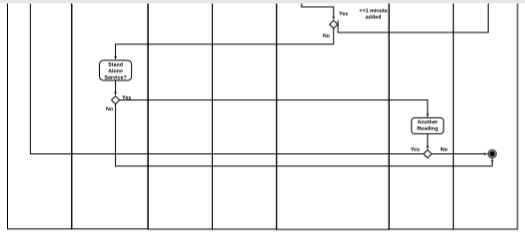 Yes
<=1 minute
added
No
Stand
Alone
Service?
Yes
No
Another
Reading
Yes
No